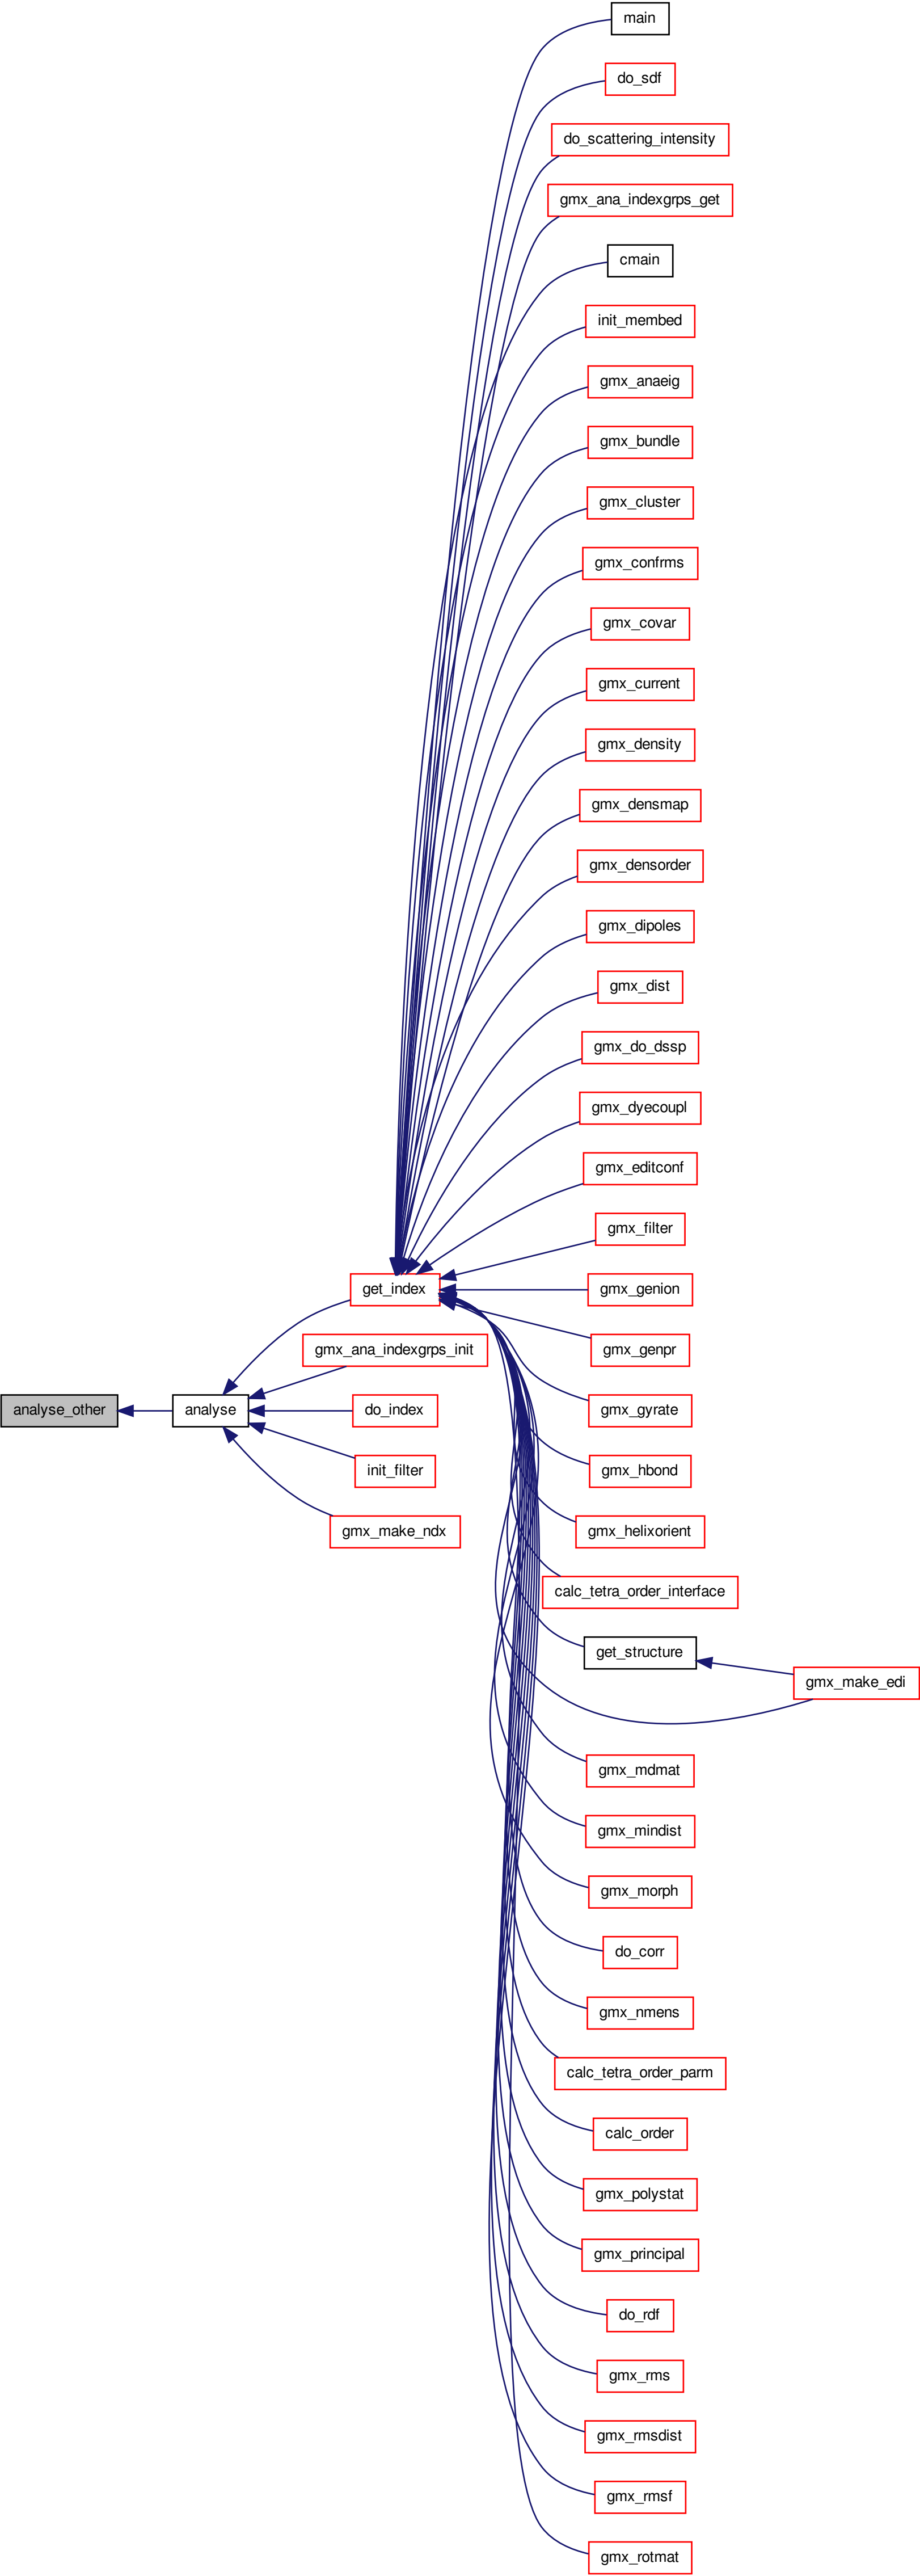 main
do_sdf
do_scattering_intensity
gmx_ana_indexgrps_get
cmain
init_membed
gmx_anaeig
gmx_bundle
gmx_cluster
gmx_confrms
gmx_covar
gmx_current
gmx_density
gmx_densmap
gmx_densorder
gmx_dipoles
gmx_dist
gmx_do_dssp
gmx_dyecoupl
gmx_editconf
gmx_filter
get_index
gmx_genion
gmx_ana_indexgrps_init
gmx_genpr
analyse_other
analyse
do_index
gmx_gyrate
init_filter
gmx_hbond
gmx_make_ndx
gmx_helixorient
calc_tetra_order_interface
get_structure
gmx_make_edi
gmx_mdmat
gmx_mindist
gmx_morph
do_corr
gmx_nmens
calc_tetra_order_parm
calc_order
gmx_polystat
gmx_principal
do_rdf
gmx_rms
gmx_rmsdist
gmx_rmsf
gmx_rotmat